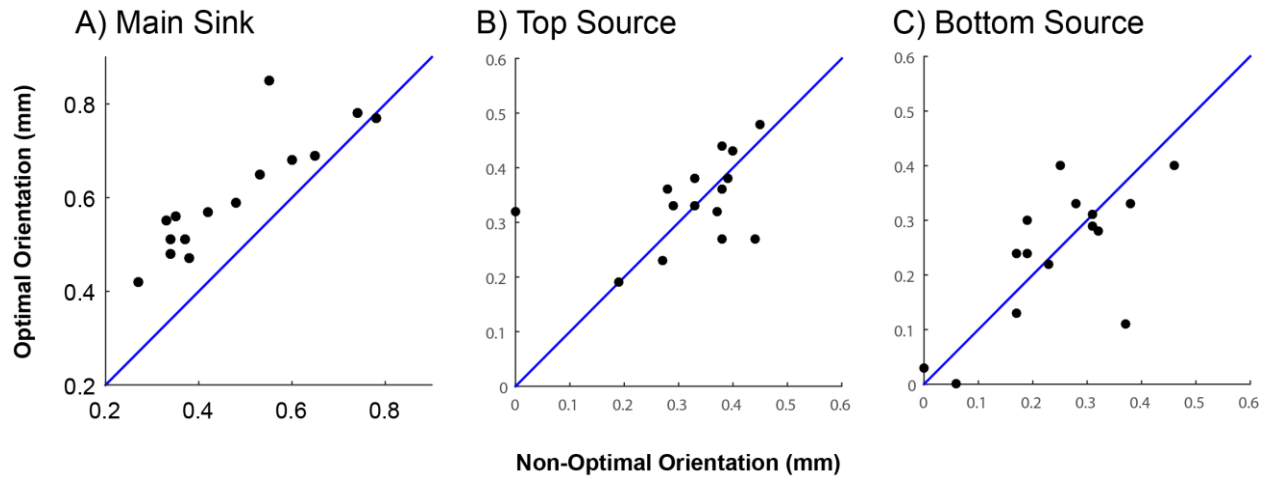 A) Main Sink
B) Top Source
C) Bottom Source
Optimal Orientation (mm)
0.8
0.6
0.4
0.2
0.2 0.4 0.6 0.8
0.6
0.5
0.4
0.3
0.2
0.1
0
0 0.1 0.2 0.3 0.4 0.5 0.6
0.6
0.5
0.4
0.3
0.2
0.1
0
0 0.1 0.2 0.3 0.4 0.5 0.6
Non-Optimal Orientation (mm)